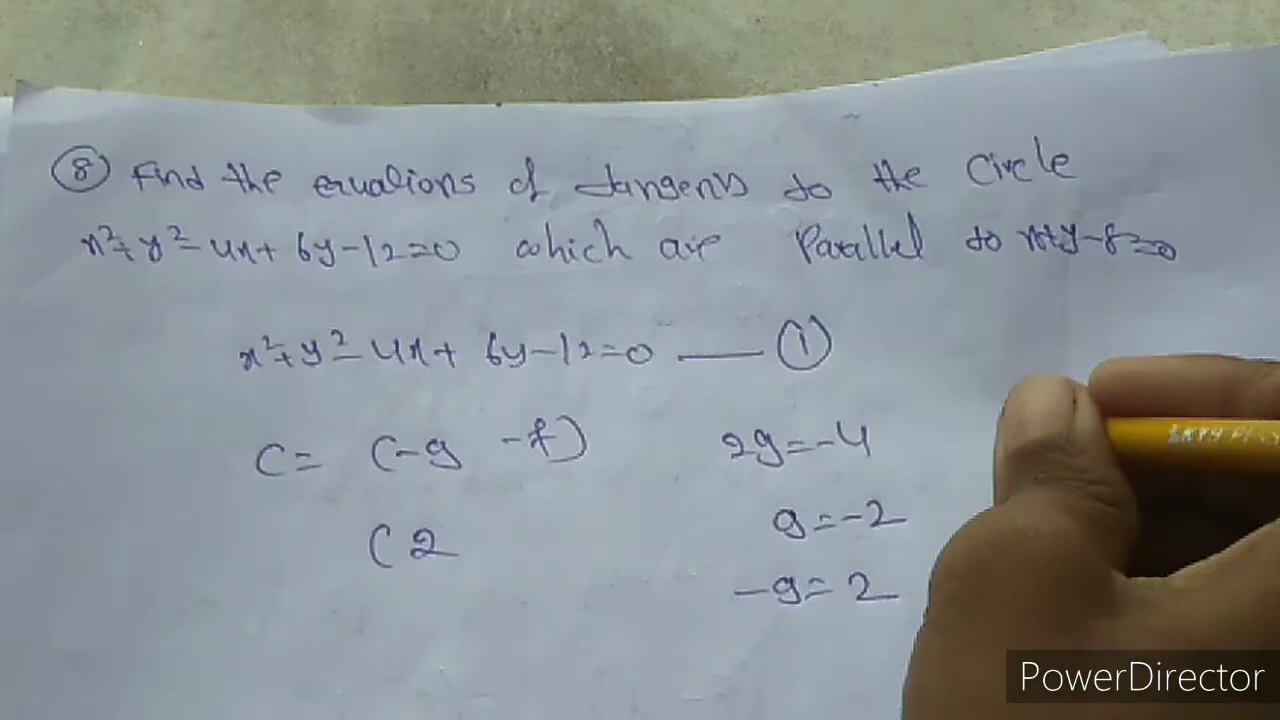 ⑧ Find the equations of tangents to the Circle
x²+y²-4x+6y-12=0 which are Parallel to x+y-8=0
x²+y²-4x+6y-12=0 — ①
C= (-g -f) 2g=-4
(2 g=-2
-g=2
PowerDirector